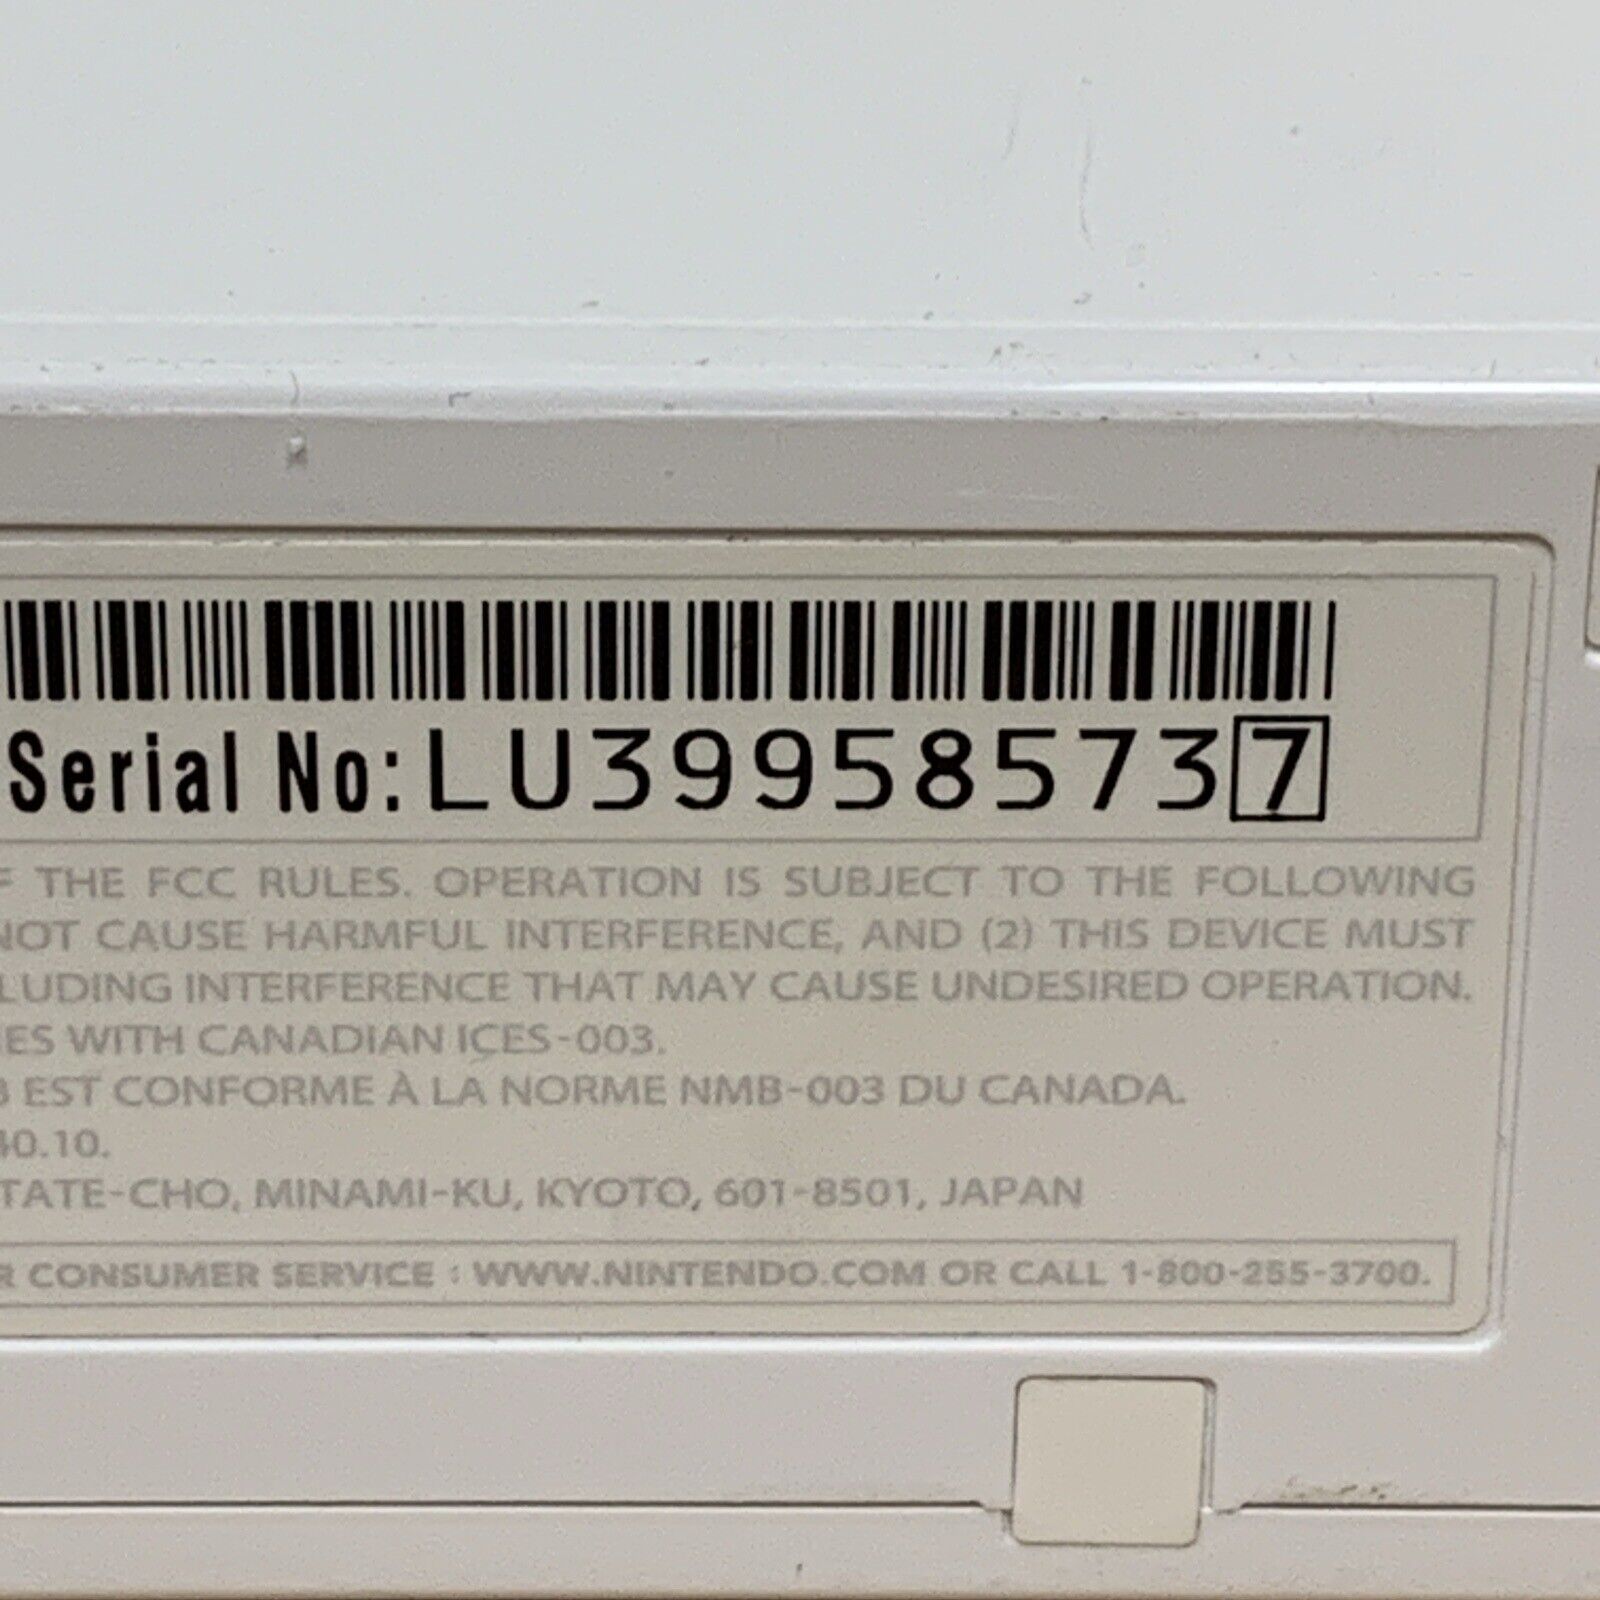 Serial No: LU399585737
THE FCC RULES. OPERATION IS SUBJECT TO THE FOLLOWING
NOT CAUSE HARMFUL INTERFERENCE, AND (2) THIS DEVICE MUST
LUDING INTERFERENCE THAT MAY CAUSE UNDESIRED OPERATION.
IES WITH CANADIAN ICES-003.
B EST CONFORME À LA NORME NMB-003 DU CANADA.
40.10.
TATE-CHO, MINAMI-KU, KYOTO, 601-8501, JAPAN
R CONSUMER SERVICE : WWW.NINTENDO.COM OR CALL 1-800-255-3700.